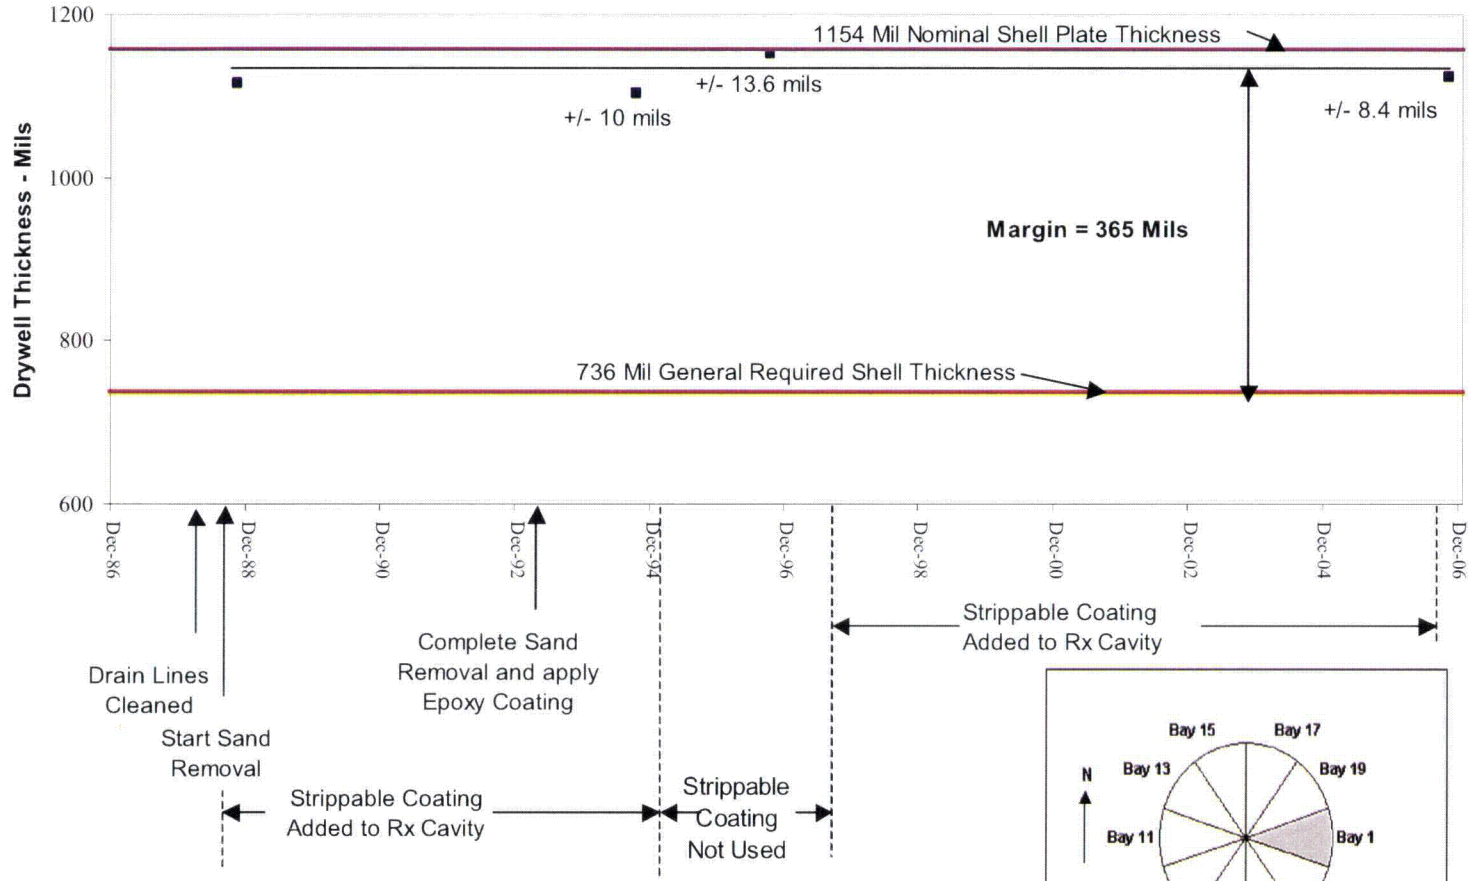 1200
1154 Mil Nominal Shell Plate Thickness
+/- 13.6 mils
+/- 10 mils
+/- 8.4 mils
Drywell Thickness - Mils
1000
Margin = 365 Mils
800
736 Mil General Required Shell Thickness
600
Dec-86
Dec-88
Dec-90
Dec-92
Dec-94
Dec-96
Dec-98
Dec-00
Dec-02
Dec-04
Dec-06
Drain Lines
Cleaned
Start Sand
Removal
Complete Sand
Removal and apply
Epoxy Coating
Strippable Coating
Added to Rx Cavity
Strippable Coating
Added to Rx Cavity
Strippable
Coating
Not Used
Bay 15
Bay 17
N
Bay 13
Bay 19
Bay 11
Bay 1